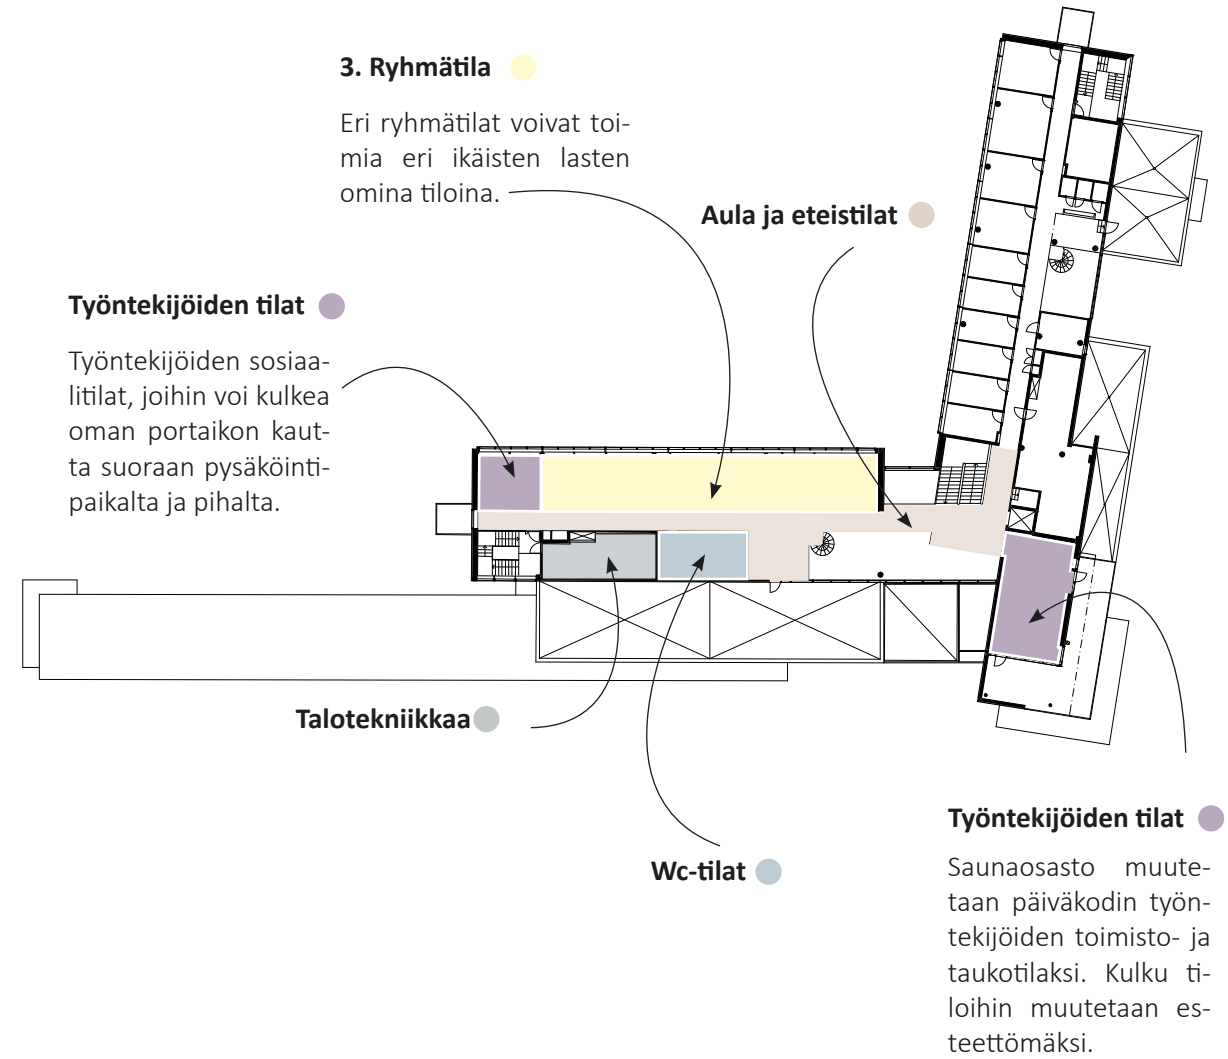 3. Ryhmätila
Eri ryhmätilat voivat toi-
mia eri ikäisten lasten
omina tiloina.
Aula ja eteistilat
Työntekijöiden tilat
Työntekijöiden sosiaa-
litilat, joihin voi kulkea
oman portaikon kaut-
ta suoraan pysäköinti-
paikalta ja pihalta.
Talotekniikkaa
Wc-tilat
Työntekijöiden tilat
Saunaosasto muute-
taan päiväkodin työn-
tekijöiden toimisto- ja
taukotilaksi. Kulku ti-
loihin muutetaan es-
teettömäksi.